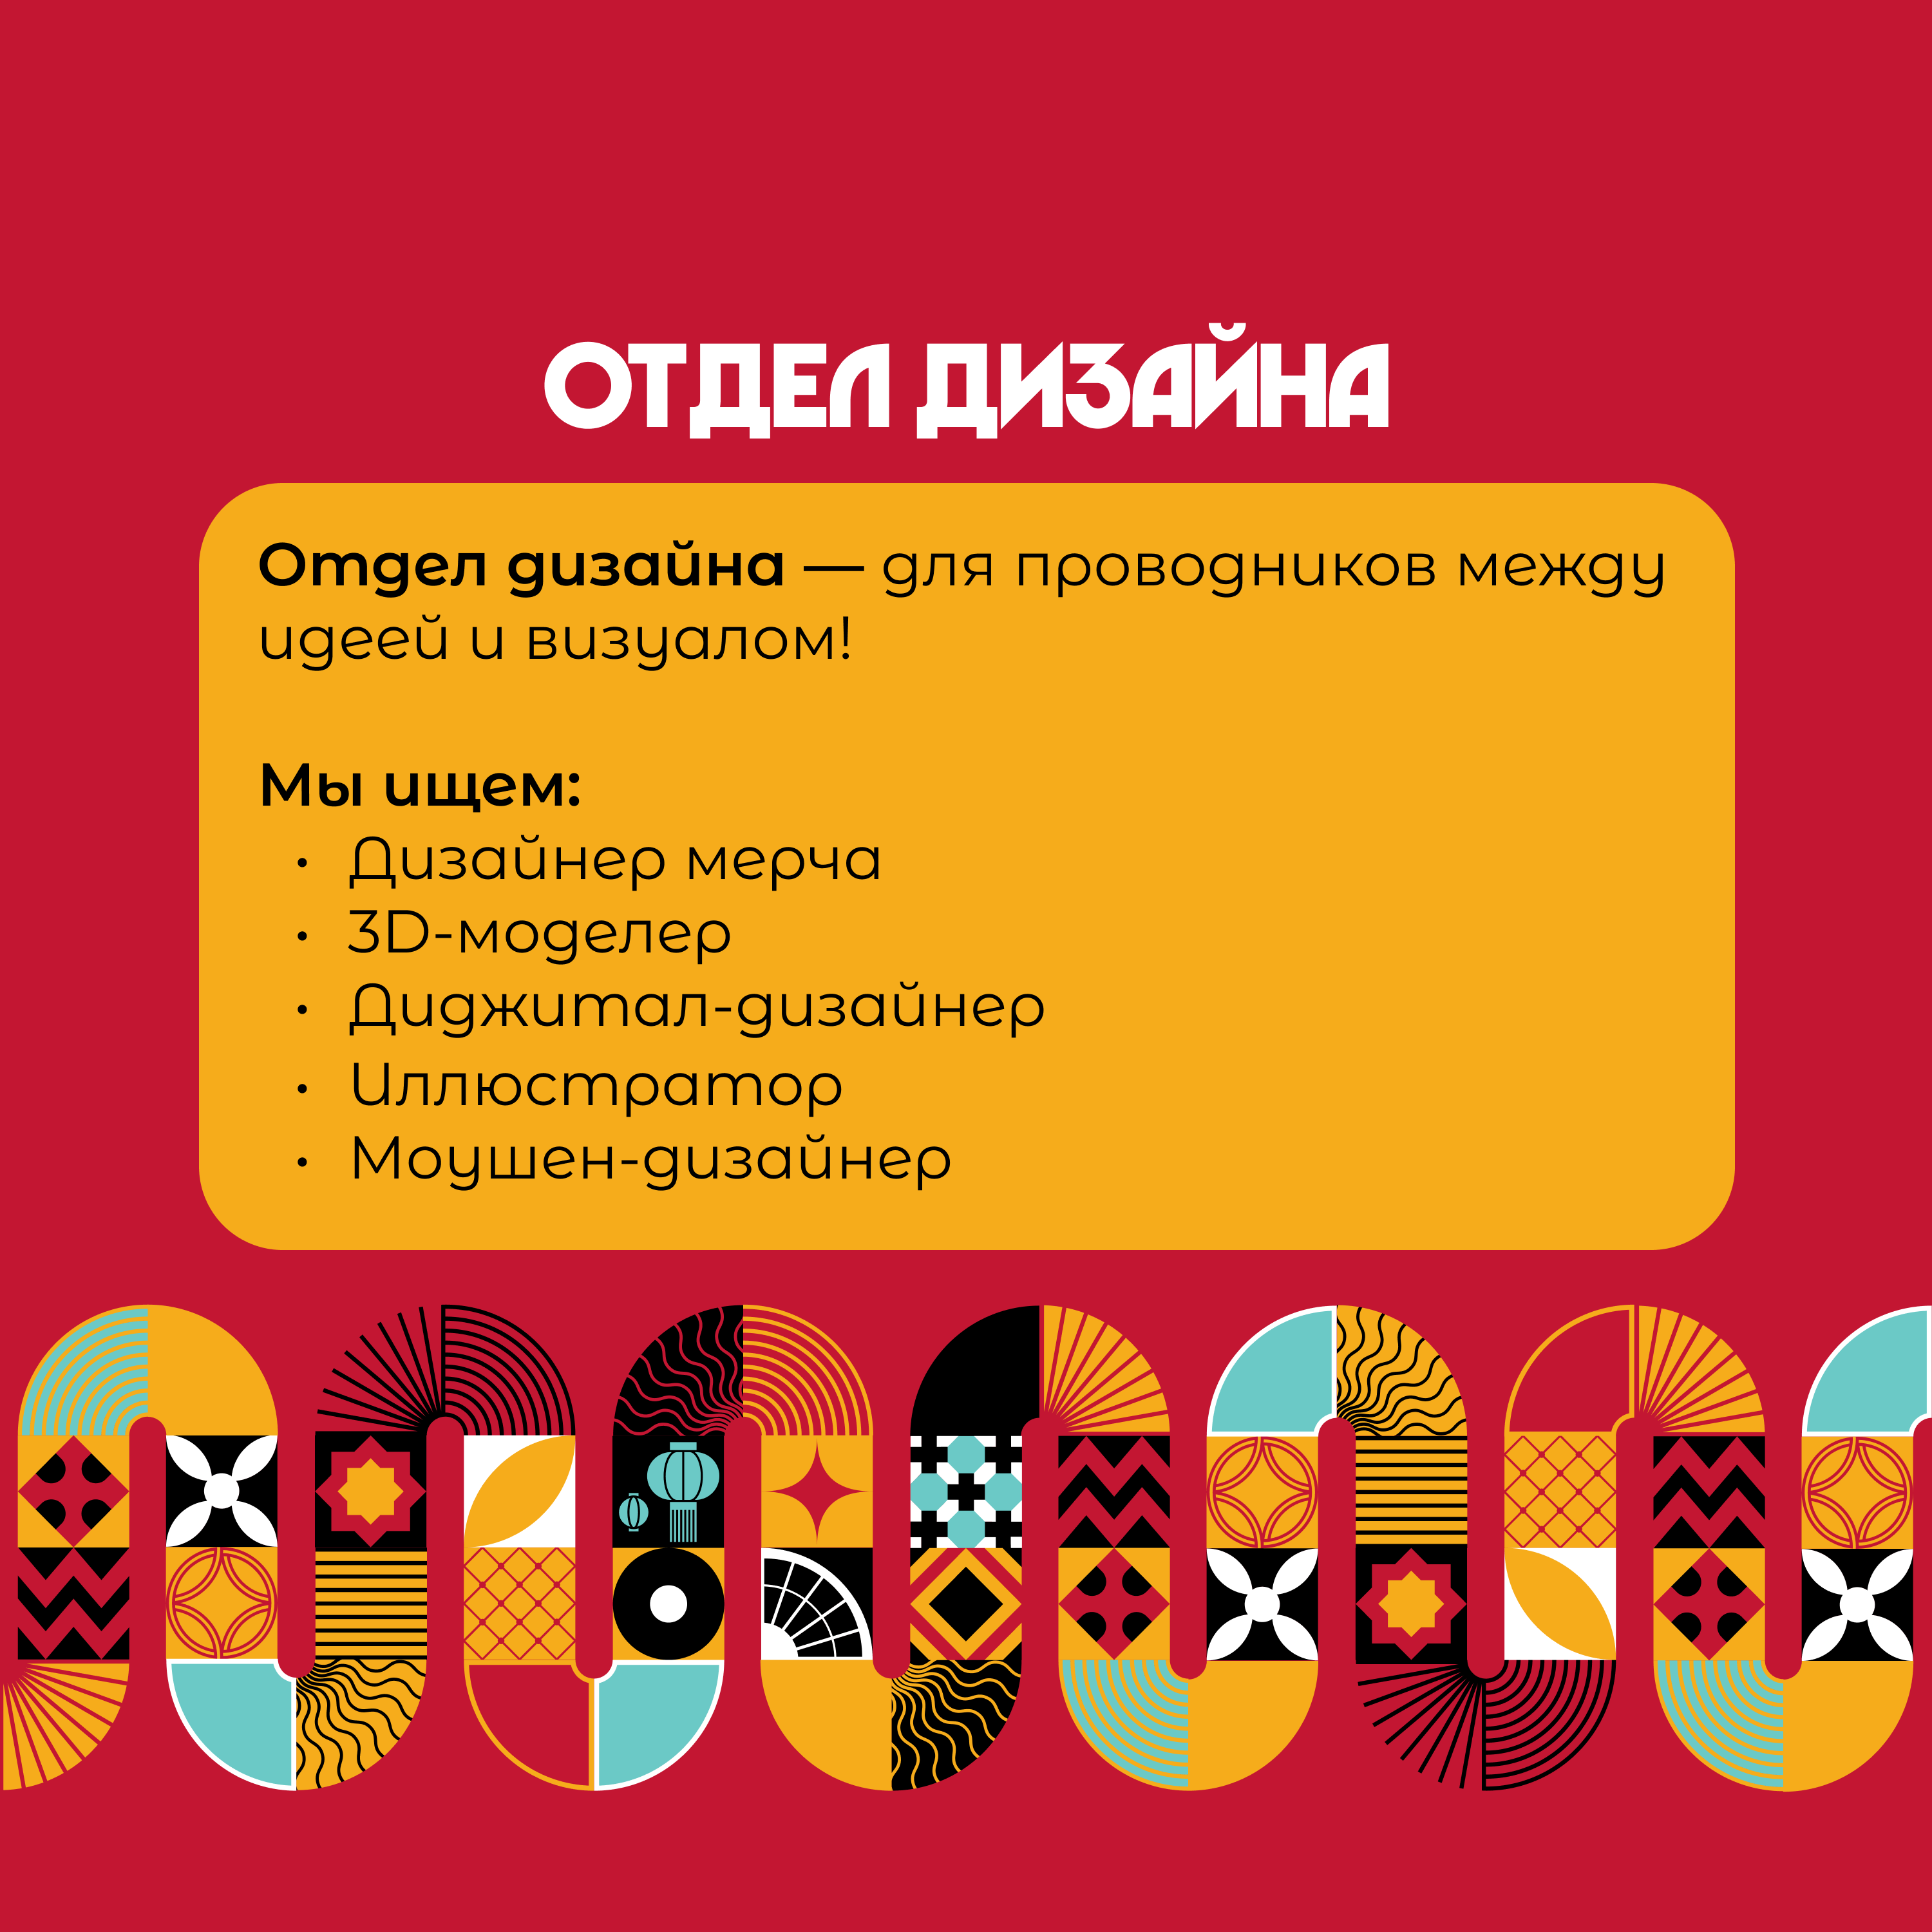 ОТДЕЛ ДИЗАЙНА
Отдел дизайна — для проводников между
идеей и визуалом!
Мы ищем:
• Дизайнер мерча
• 3D-моделер
• Диджитал-дизайнер
• Иллюстратор
• Моушен-дизайнер